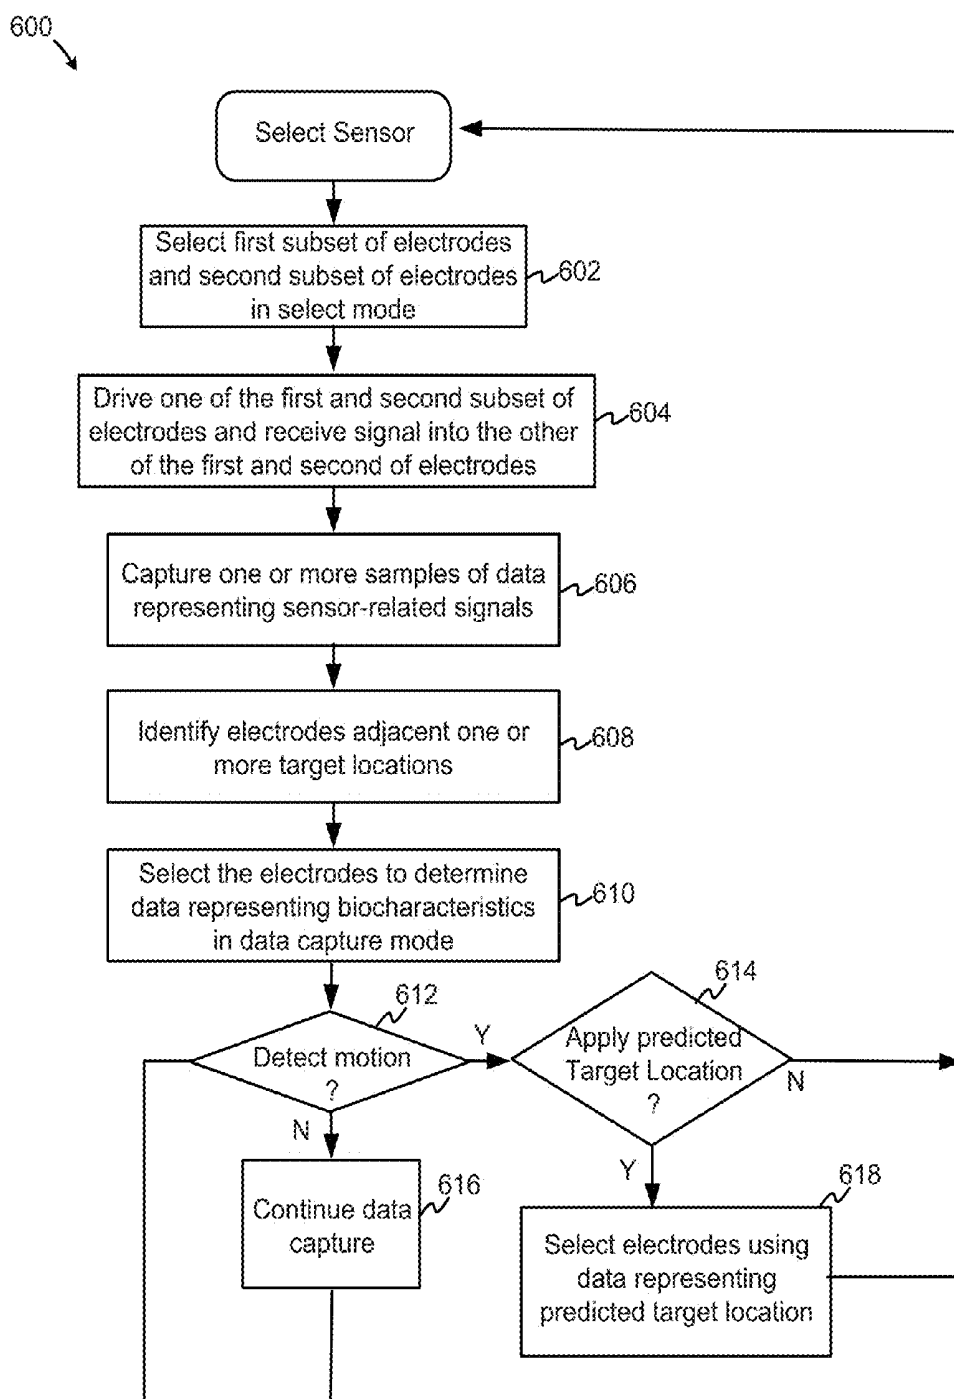 600
Select Sensor
Select first subset of electrodes
and second subset of electrodes
in select mode
602
Drive one of the first and second subset of
electrodes and receive signal into the other
of the first and second of electrodes
604
Capture one or more samples of data
representing sensor-related signals
606
Identify electrodes adjacent one or
more target locations
608
Select the electrodes to determine
data representing biocharacteristics
in data capture mode
610
612
Detect motion
?
Y
N
614
Apply predicted
Target Location
?
N
Y
Continue data
capture
616
618
Select electrodes using
data representing
predicted target location